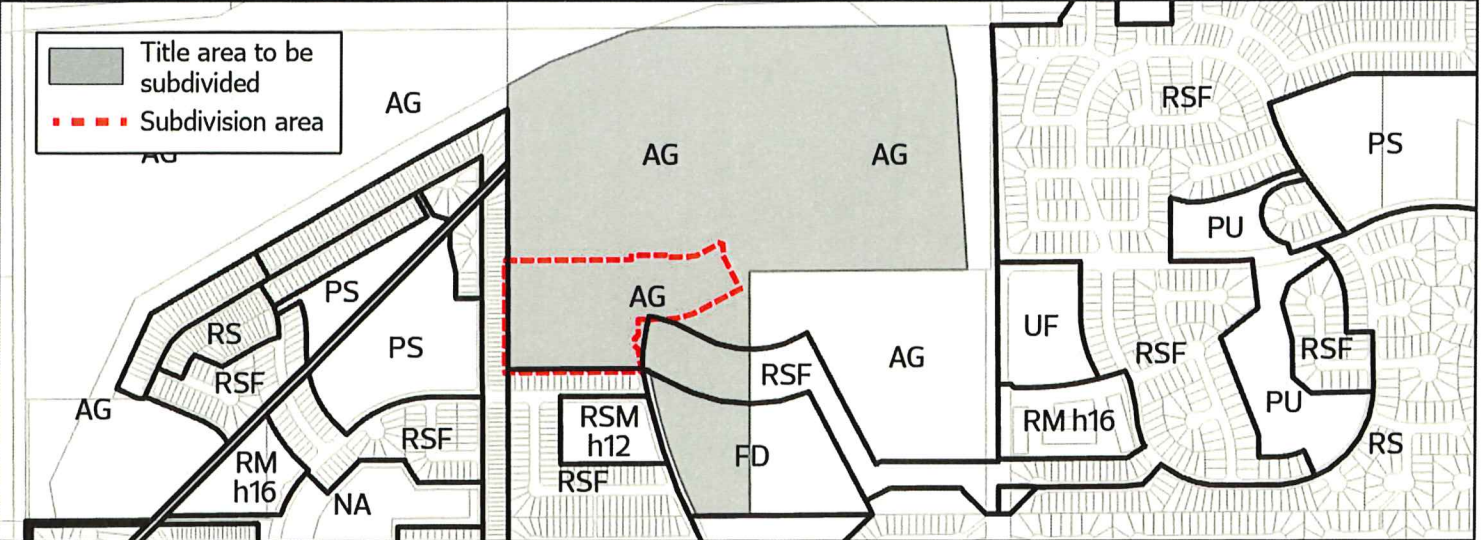 Title area to be
subdivided
Subdivision area
AG
AG
AG
AG
RSF
PS
PU
PS
AG
RS
PS
UF
RSF
RSF
RSF
AG
RSF
AG
PU
RSM
h12
RM h16
RSF
RS
RM
h16
FD
RSF
NA